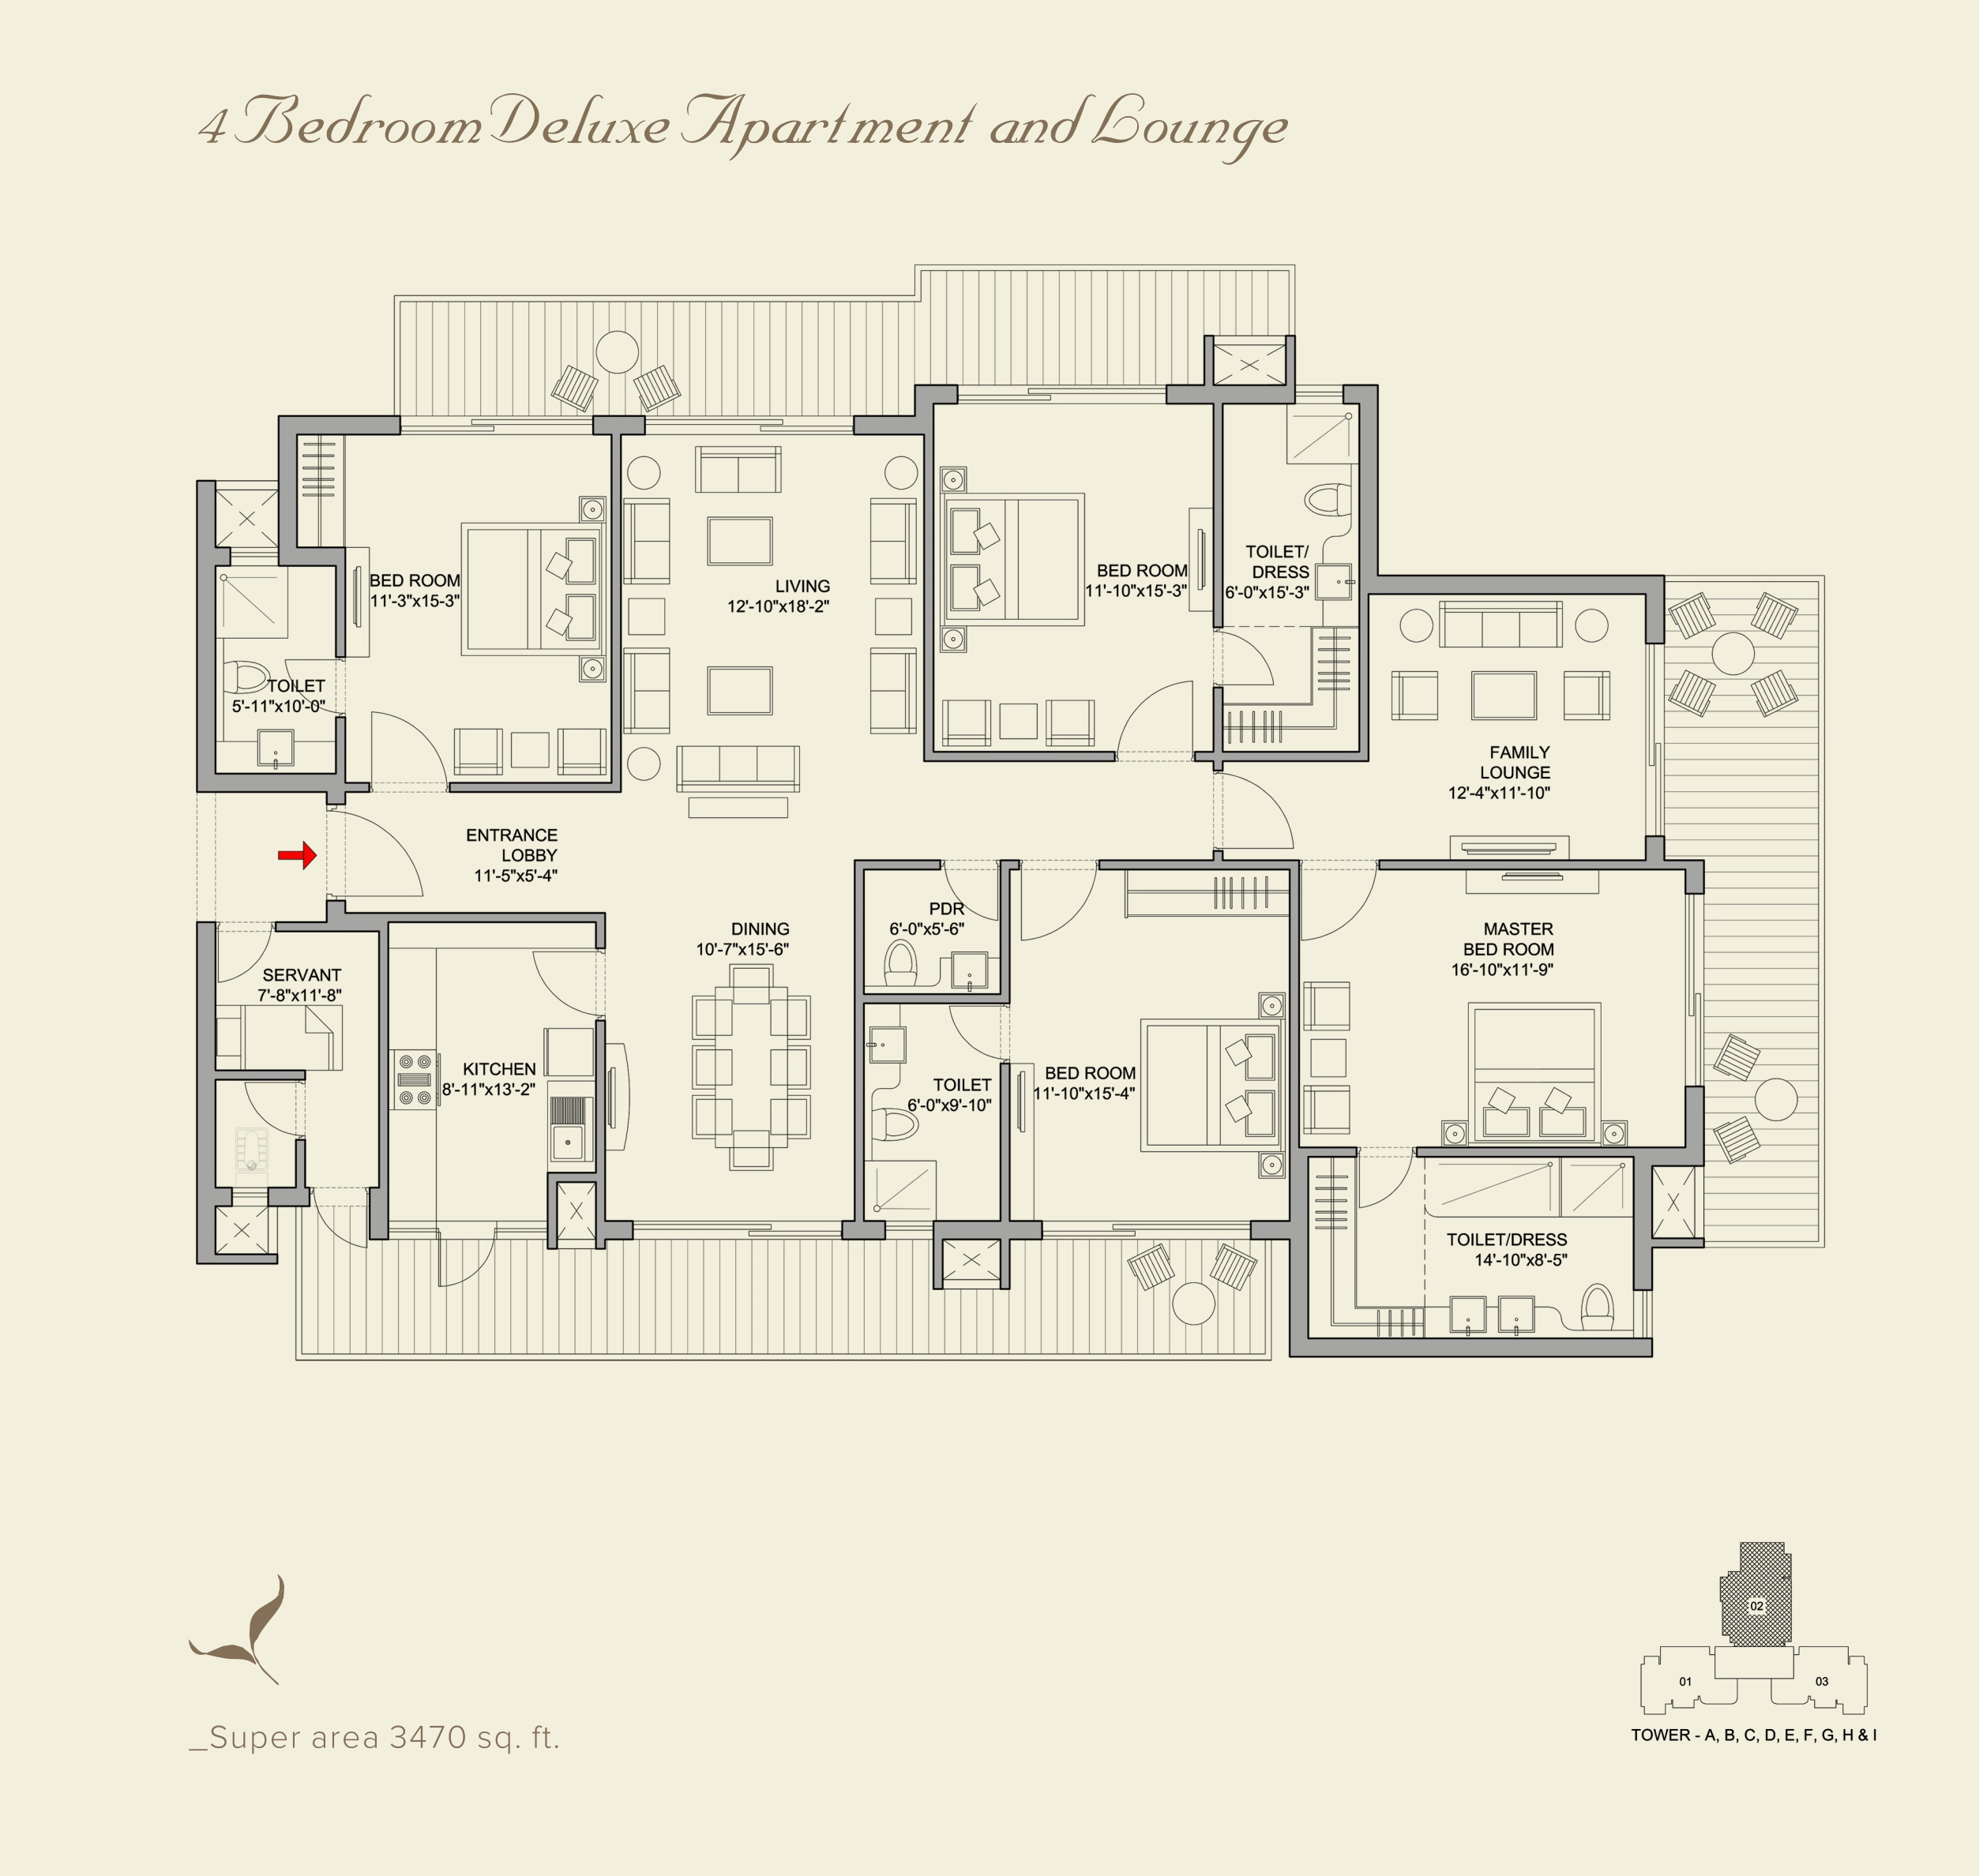 4 Bedroom Deluxe Apartment and Lounge
BED ROOM
11'-3"x15-3"
LIVING
12'-10"x18'-2"
BED ROOM
11'-10"x15'-3"
TOILET/
DRESS
6'-0"x15'-3"
TOILET
5'-11"x10'-0"
FAMILY
LOUNGE
12'-4"x11'-10"
ENTRANCE
LOBBY
11'-5"x5'-4"
PDR
6'-0"x5'-6"
DINING
10'-7"x15'-6"
MASTER
BED ROOM
16'-10"x11'-9"
SERVANT
7'-8"x11'-8"
KITCHEN
8'-11"x13'-2"
TOILET
6'-0"x9'-10"
BED ROOM
11'-10"x15'-4"
TOILET/DRESS
14'-10"x8'-5"
02
01
03
TOWER - A, B, C, D, E, F, G, H & I
_Super area 3470 sq. ft.